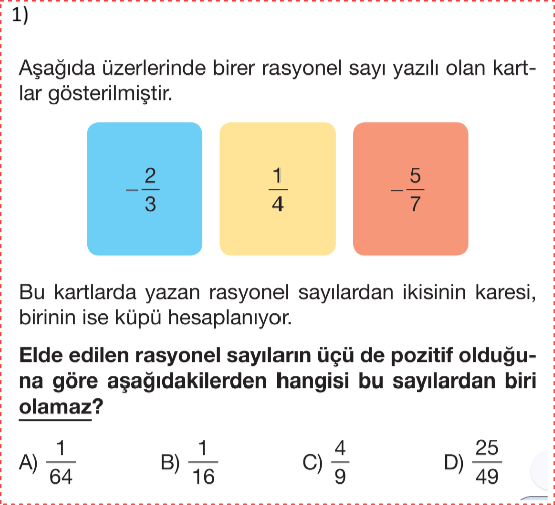 1)
Aşağıda üzerlerinde birer rasyonel sayı yazılı olan kart-
lar gösterilmiştir.
-2/3 1/4 -5/7
Bu kartlarda yazan rasyonel sayılardan ikisinin karesi,
birinin ise küpü hesaplanıyor.
Elde edilen rasyonel sayıların üçü de pozitif olduğu-
na göre aşağıdakilerden hangisi bu sayılardan biri
olamaz?
A) 1/64 B) 1/16 C) 4/9 D) 25/49